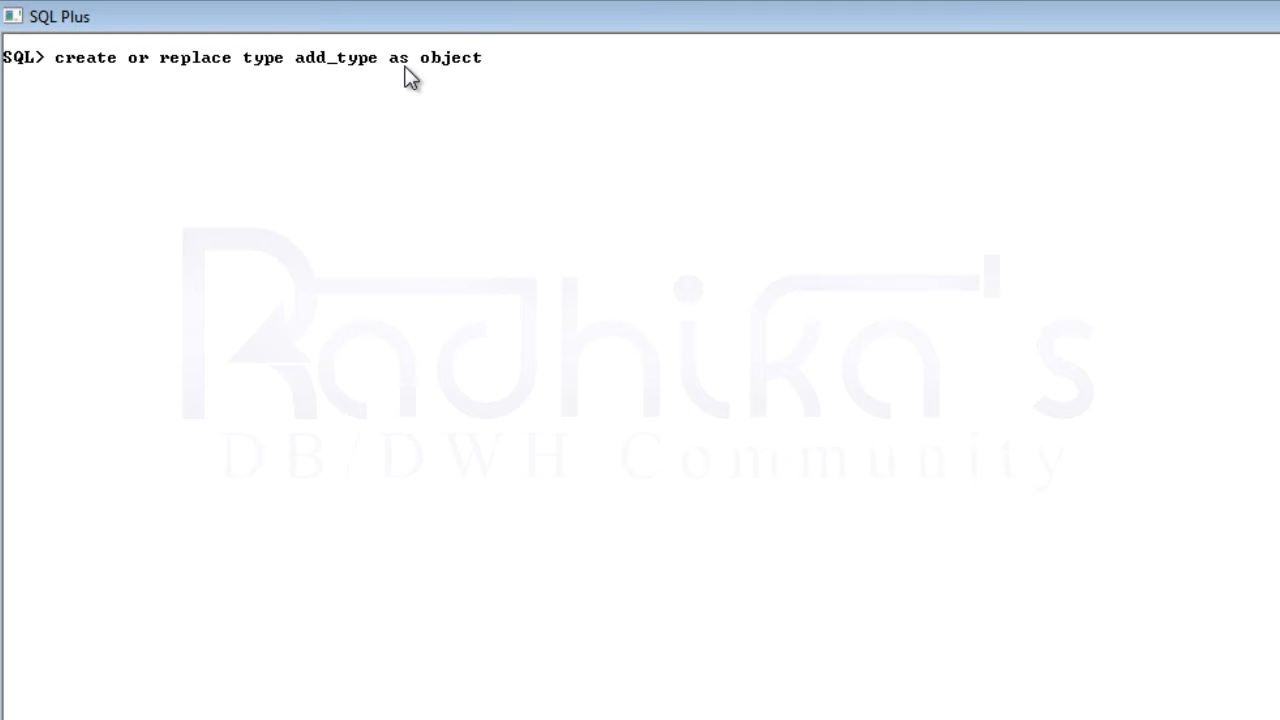 SQL Plus
SQL> create or replace type add_type as object
Radhika's
DB/DWH Community